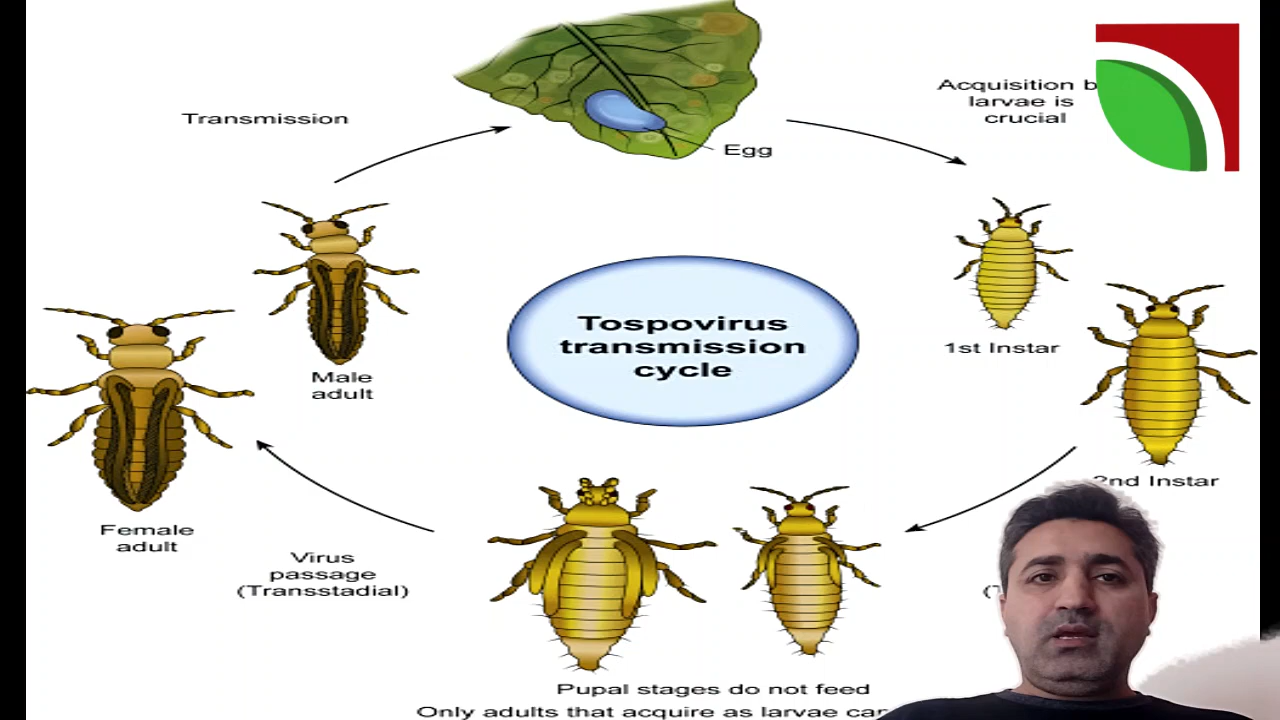 Transmission
Acquisition
larvae is
crucial
Egg
Tospovirus
transmission
cycle
1st Instar
Male
adult
2nd Instar
Female
adult
Virus
passage
(Transstadial)
Pupal stages do not feed
Only adults that acquire as larvae can